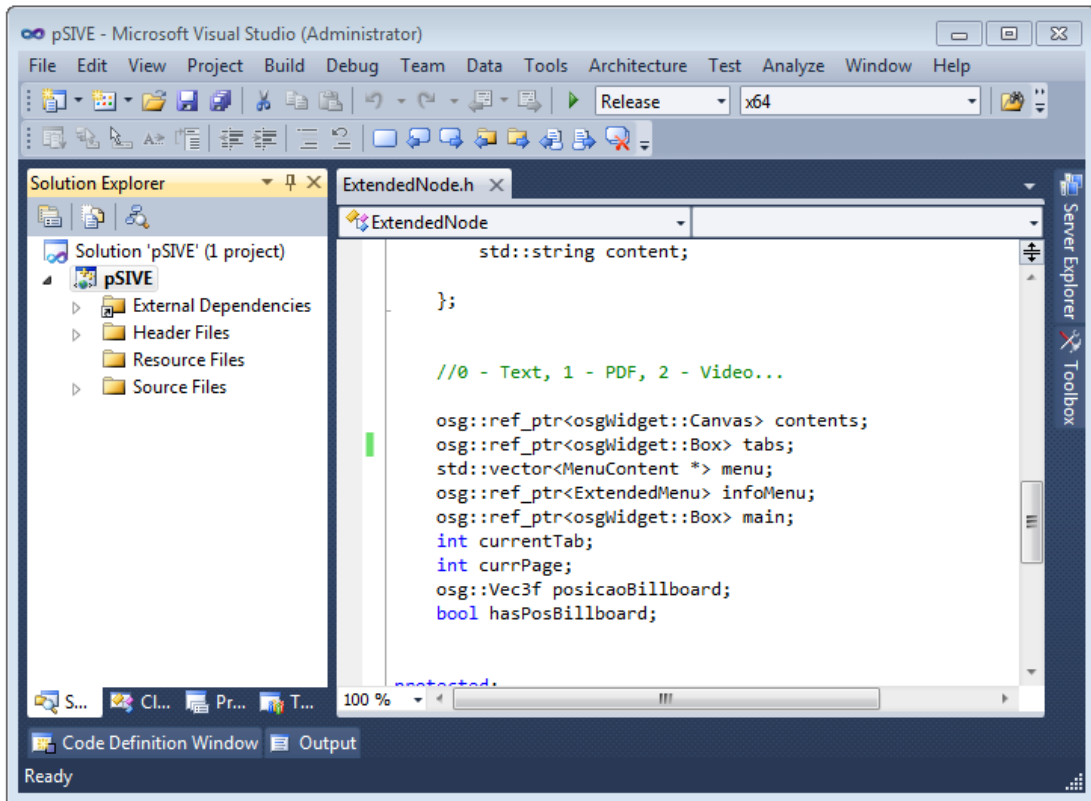 pSIVE - Microsoft Visual Studio (Administrator)
File Edit View Project Build Debug Team Data Tools Architecture Test Analyze Window Help
Release x64
Solution Explorer
ExtendedNode.h
ExtendedNode
Solution 'pSIVE' (1 project)
pSIVE
External Dependencies
Header Files
Resource Files
Source Files
std::string content;
};
//0 - Text, 1 - PDF, 2 - Video...
osg::ref_ptr<osgWidget::Canvas> contents;
osg::ref_ptr<osgWidget::Box> tabs;
std::vector<MenuContent *> menu;
osg::ref_ptr<ExtendedMenu> infoMenu;
osg::ref_ptr<osgWidget::Box> main;
int currentTab;
int currPage;
osg::Vec3f posicaoBillboard;
bool hasPosBillboard;
protected:
100 %
Server Explorer
Toolbox
S... Cl... Pr... T...
Code Definition Window Output
Ready